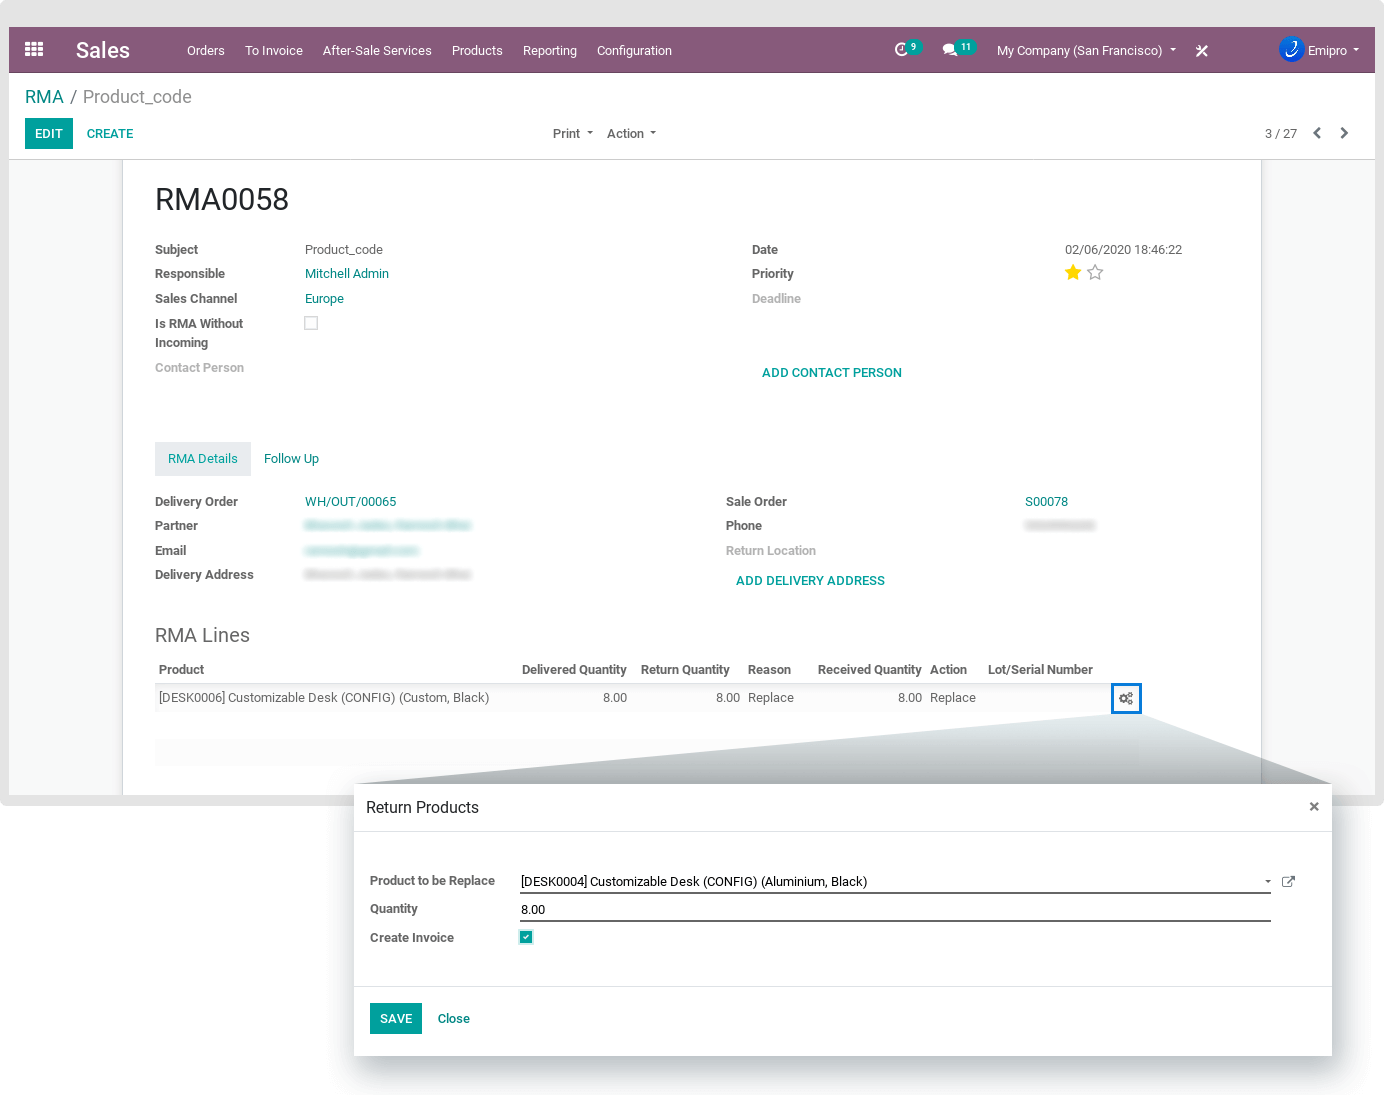 Sales Orders To Invoice After-Sale Services Products Reporting Configuration 9 11 My Company (San Francisco) Emipro
RMA / Product_code
EDIT CREATE Print Action 3 / 27
RMA0058
Subject Product_code Date 02/06/2020 18:46:22
Responsible Mitchell Admin Priority
Sales Channel Europe Deadline
Is RMA Without
Incoming
Contact Person ADD CONTACT PERSON
RMA Details Follow Up
Delivery Order WH/OUT/00065 Sale Order S00078
Partner Phone
Email Return Location
Delivery Address ADD DELIVERY ADDRESS
RMA Lines
Product Delivered Quantity Return Quantity Reason Received Quantity Action Lot/Serial Number
[DESK0006] Customizable Desk (CONFIG) (Custom, Black) 8.00 8.00 Replace 8.00 Replace
Return Products ×
Product to be Replace [DESK0004] Customizable Desk (CONFIG) (Aluminium, Black)
Quantity 8.00
Create Invoice
SAVE Close